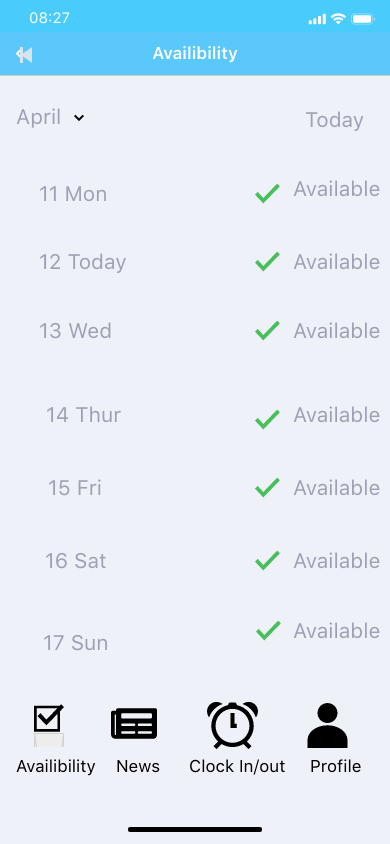 08:27
Availibility
April Today
11 Mon Available
12 Today Available
13 Wed Available
14 Thur Available
15 Fri Available
16 Sat Available
17 Sun Available
Availibility News Clock In/out Profile